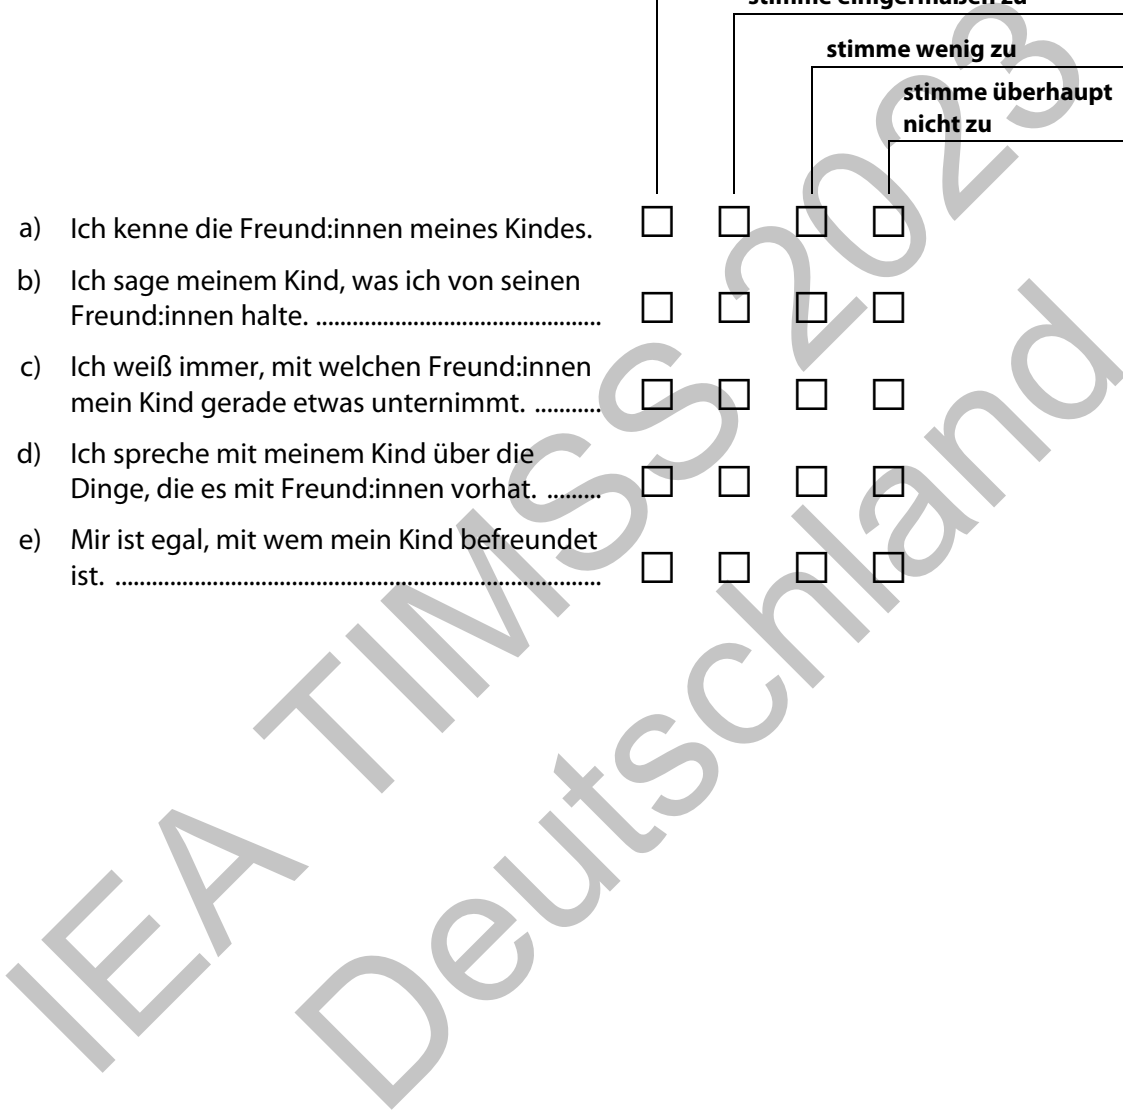 stimme einigermaßen zu
stimme wenig zu
stimme überhaupt
nicht zu
a) Ich kenne die Freund:innen meines Kindes.
b) Ich sage meinem Kind, was ich von seinen
Freund:innen halte. ...............................................
c) Ich weiß immer, mit welchen Freund:innen
mein Kind gerade etwas unternimmt. ...........
d) Ich spreche mit meinem Kind über die
Dinge, die es mit Freund:innen vorhat. .........
e) Mir ist egal, mit wem mein Kind befreundet
ist. ................................................................................
IEA TIMSS 2023
Deutschland